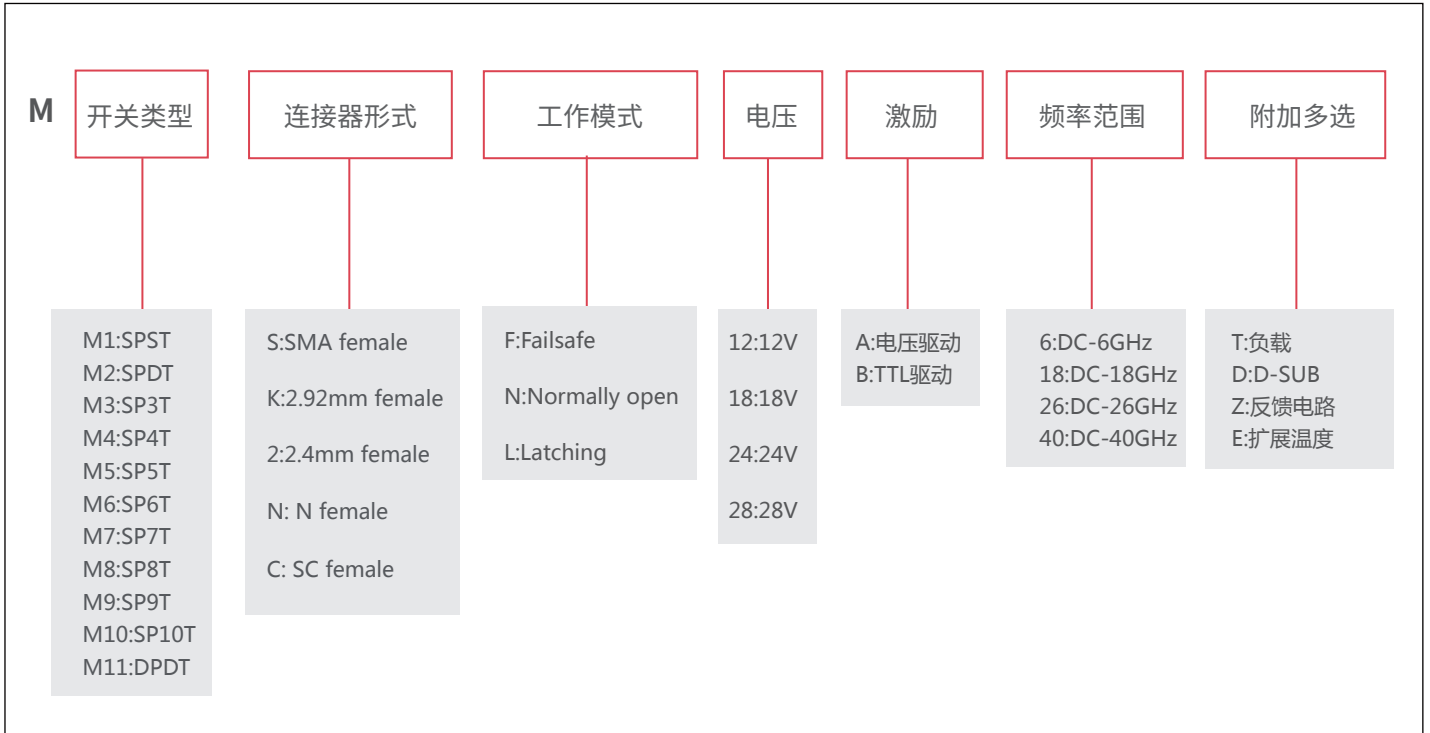 M
开关类型
连接器形式
工作模式
电压
激励
频率范围
附加多选
M1:SPST
M2:SPDT
M3:SP3T
M4:SP4T
M5:SP5T
M6:SP6T
M7:SP7T
M8:SP8T
M9:SP9T
M10:SP10T
M11:DPDT
S:SMA female
K:2.92mm female
2:2.4mm female
N: N female
C: SC female
F:Failsafe
N:Normally open
L:Latching
12:12V
18:18V
24:24V
28:28V
A:电压驱动
B:TTL驱动
6:DC-6GHz
18:DC-18GHz
26:DC-26GHz
40:DC-40GHz
T:负载
D:D-SUB
Z:反馈电路
E:扩展温度